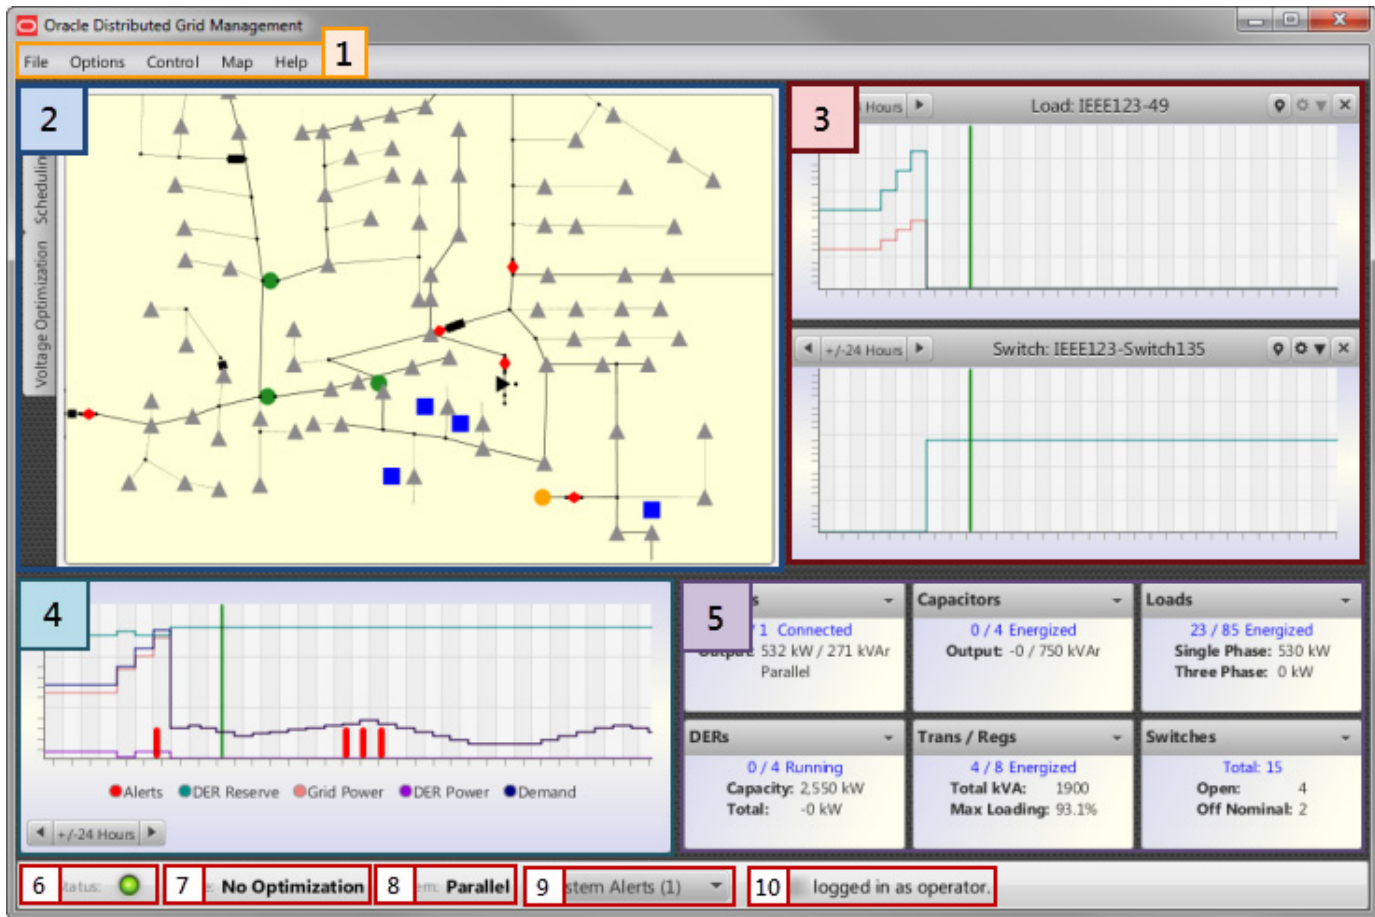 Oracle Distributed Grid Management
File Options Control Map Help
1
2
Voltage Optimization
3
Hours
Load: IEEE123-49
+/-24 Hours
Switch: IEEE123-Switch135
4
Alerts DER Reserve Grid Power DER Power Demand
+/-24 Hours
5
1 Connected
532 kW / 271 kVAr
Parallel
Capacitors
0 / 4 Energized
Output: -0 / 750 kVAr
Loads
23 / 85 Energized
Single Phase: 530 kW
Three Phase: 0 kW
DERs
0 / 4 Running
Capacity: 2,550 kW
Total: -0 kW
Trans / Regs
4 / 8 Energized
Total kVA: 1900
Max Loading: 93.1%
Switches
Total: 15
Open: 4
Off Nominal: 2
6
7 No Optimization
8 Parallel
9 Alerts (1)
10 logged in as operator.